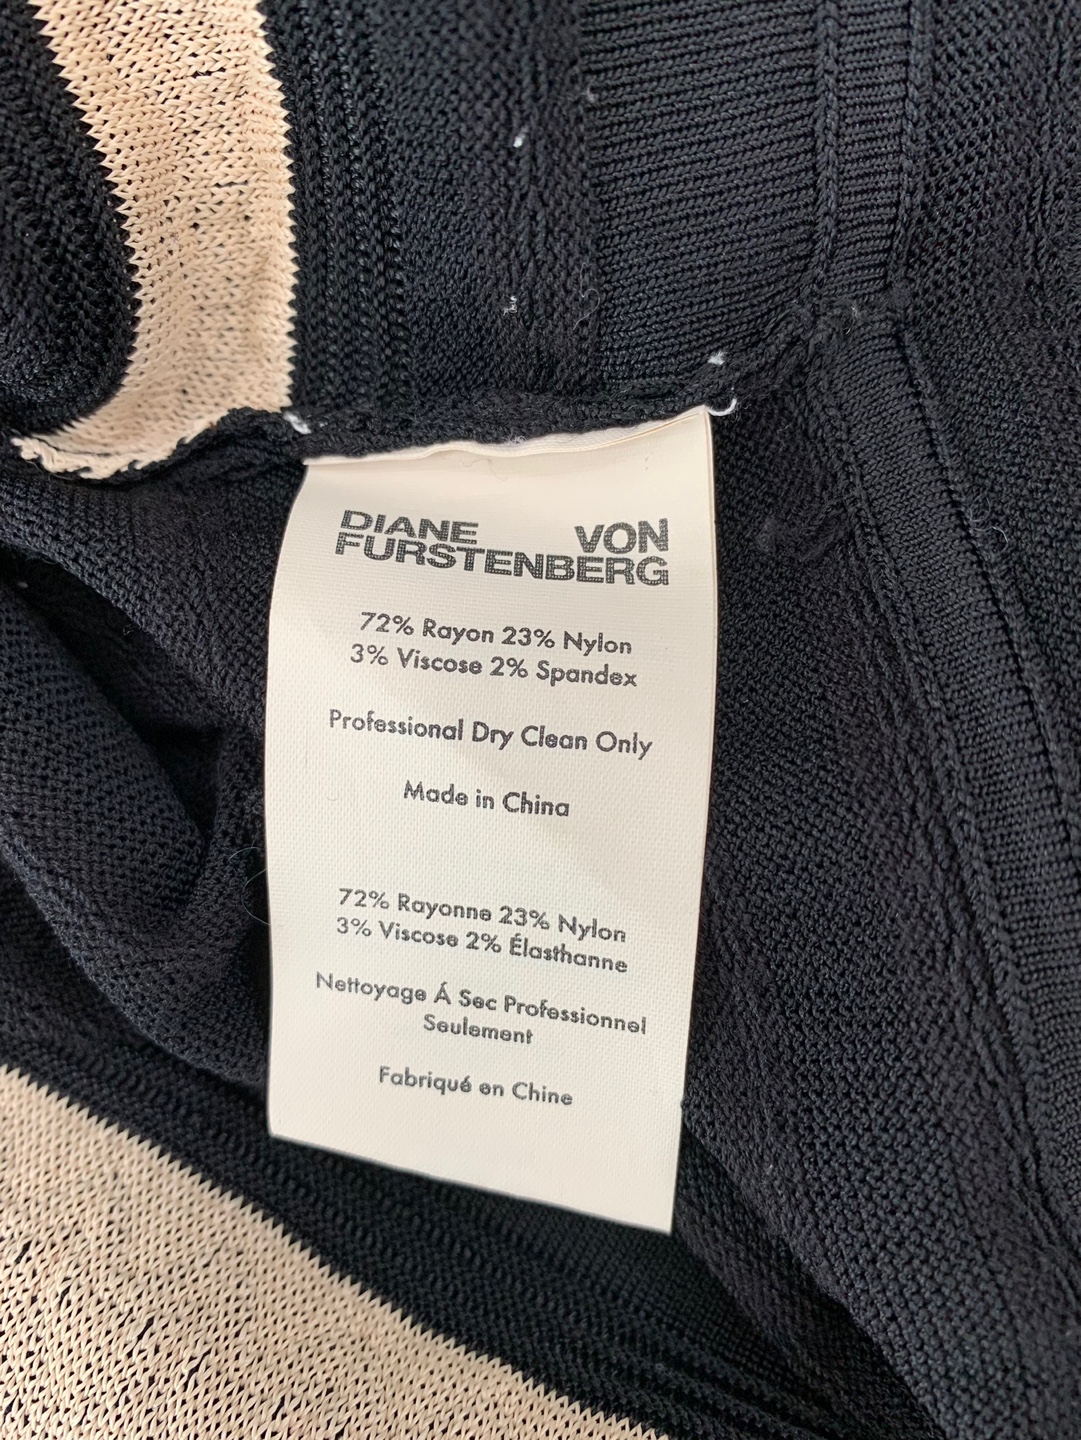 DIANE VON
FURSTENBERG
72% Rayon 23% Nylon
3% Viscose 2% Spandex
Professional Dry Clean Only
Made in China
72% Rayonne 23% Nylon
3% Viscose 2% Élasthanne
Nettoyage Á Sec Professionnel
Seulement
Fabriqué en Chine